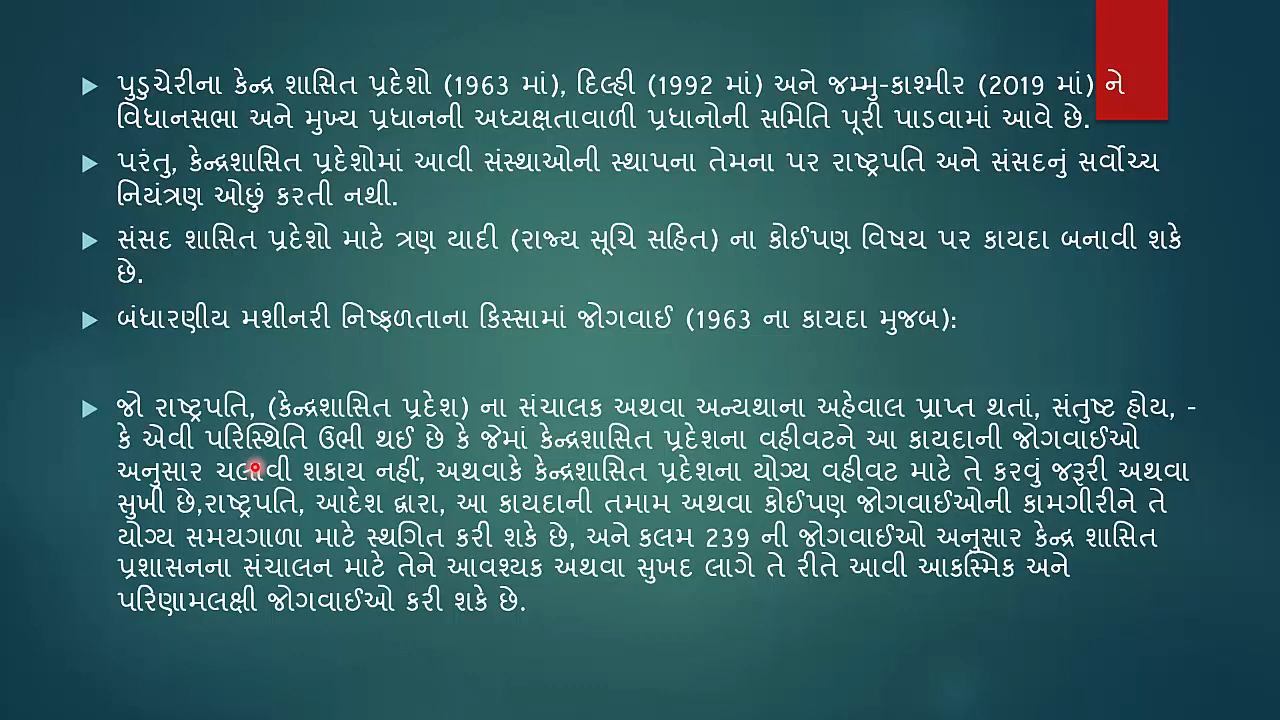 પુડુચેરીના કેન્દ્ર શાસિત પ્રદેશો (1963 માં), દિલ્હી (1992 માં) અને જમ્મુ-કાશ્મીર (2019 માં) ને
વિધાનસભા અને મુખ્ય પ્રધાનની અધ્યક્ષતાવાળી પ્રધાનોની સમિતિ પૂરી પાડવામાં આવે છે.
પરંતુ, કેન્દ્રશાસિત પ્રદેશોમાં આવી સંસ્થાઓની સ્થાપના તેમના પર રાષ્ટ્રપતિ અને સંસદનું સર્વોચ્ચ
નિયંત્રણ ઓછું કરતી નથી.
સંસદ શાસિત પ્રદેશો માટે ત્રણ યાદી (રાજ્ય સૂચિ સહિત) ના કોઈપણ વિષય પર કાયદા બનાવી શકે
છે.
બંધારણીય મશીનરી નિષ્ફળતાના કિસ્સામાં જોગવાઈ (1963 ના કાયદા મુજબ):
જો રાષ્ટ્રપતિ, (કેન્દ્રશાસિત પ્રદેશ) ના સંચાલક અથવા અન્યથાના અહેવાલ પ્રાપ્ત થતાં, સંતુષ્ટ હોય, -
કે એવી પરિસ્થિતિ ઉભી થઈ છે કે જેમાં કેન્દ્રશાસિત પ્રદેશના વહીવટને આ કાયદાની જોગવાઈઓ
અનુસાર ચલાવી શકાય નહીં, અથવાકે કેન્દ્રશાસિત પ્રદેશના યોગ્ય વહીવટ માટે તે કરવું જરૂરી અથવા
સુખી છે,રાષ્ટ્રપતિ, આદેશ દ્વારા, આ કાયદાની તમામ અથવા કોઈપણ જોગવાઈઓની કામગીરીને તે
યોગ્ય સમયગાળા માટે સ્થગિત કરી શકે છે, અને કલમ 239 ની જોગવાઈઓ અનુસાર કેન્દ્ર શાસિત
પ્રશાસનના સંચાલન માટે તેને આવશ્યક અથવા સુખદ લાગે તે રીતે આવી આકસ્મિક અને
પરિણામલક્ષી જોગવાઈઓ કરી શકે છે.